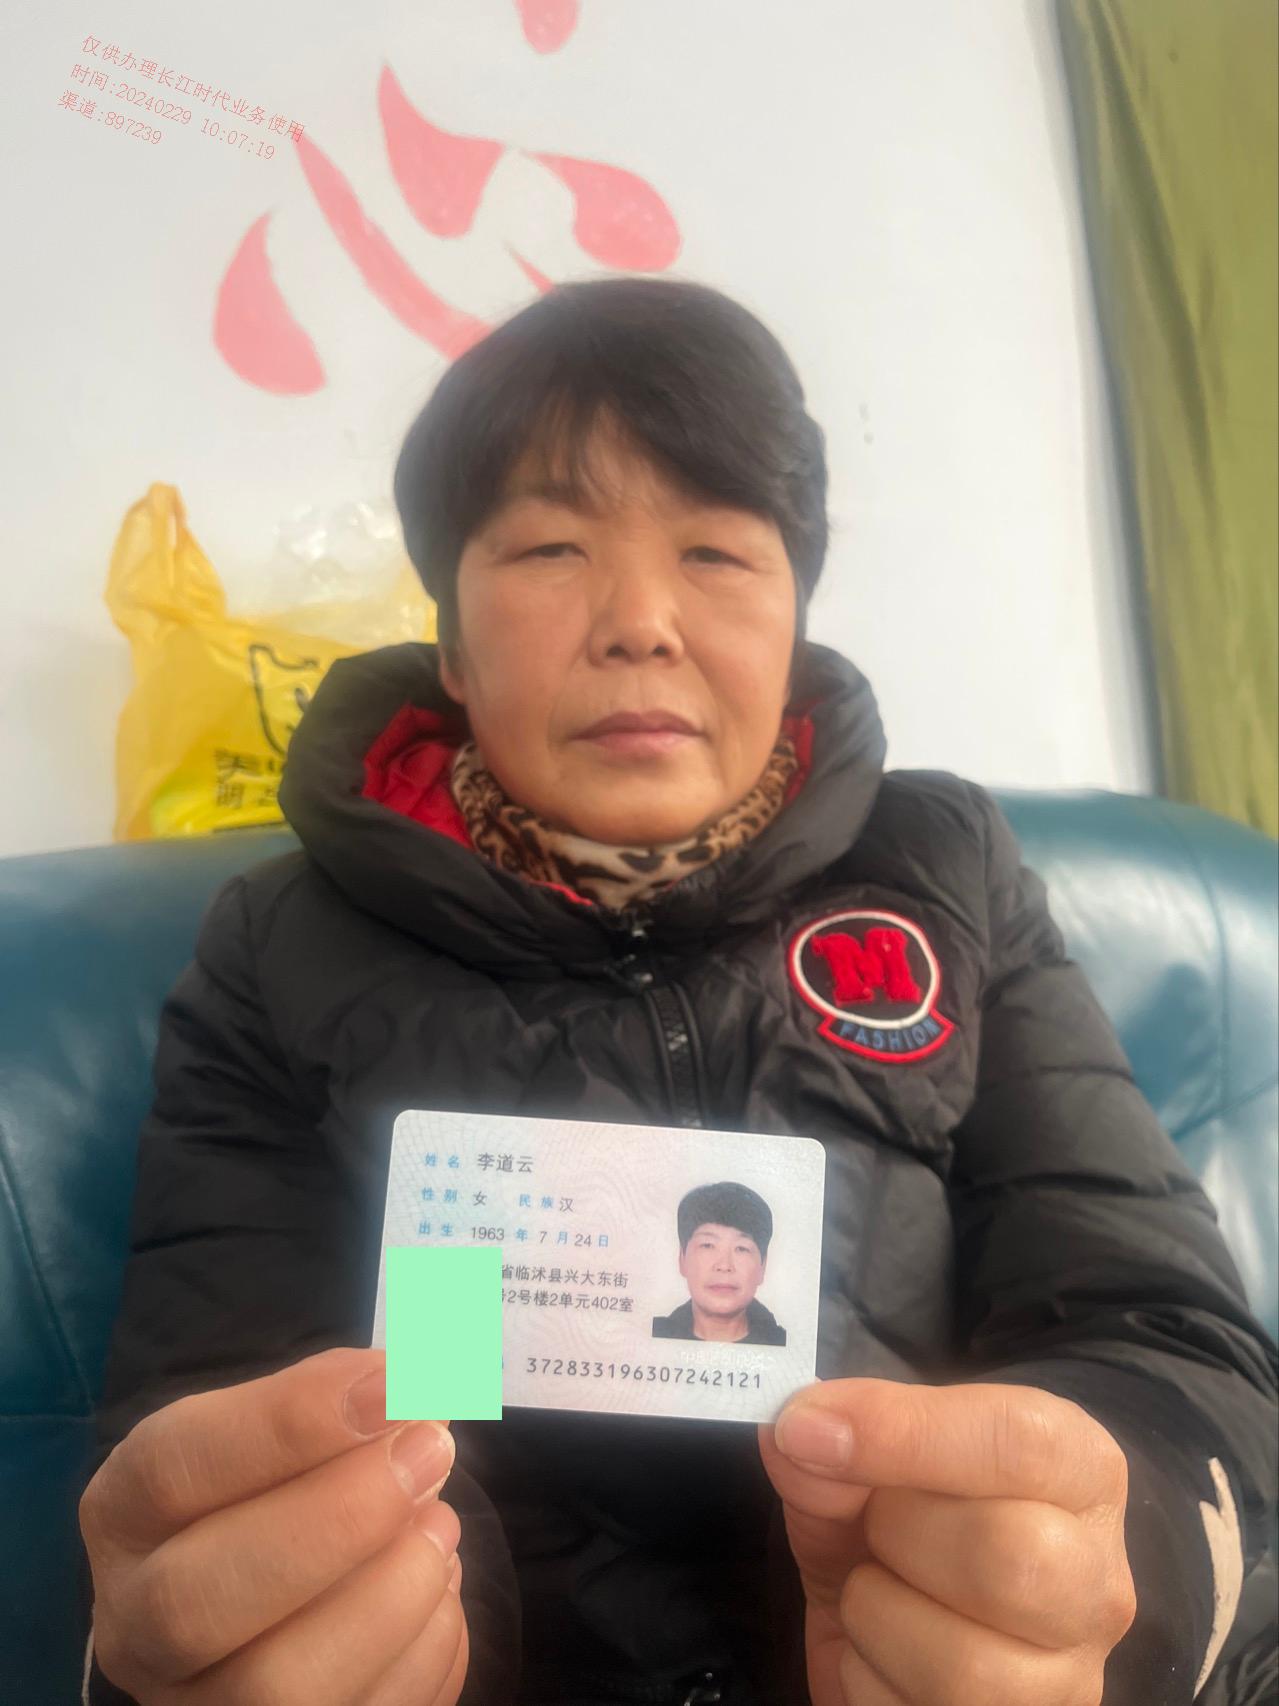 仅供办理长江时代业务使用
时间:20240229 10:07:19
渠道:897239
M
FASHION
姓名 李道云
性别 女 民族 汉
出生 1963 年 7 月 24 日
省临沭县兴大东街
号2号楼2单元402室
372833196307242121